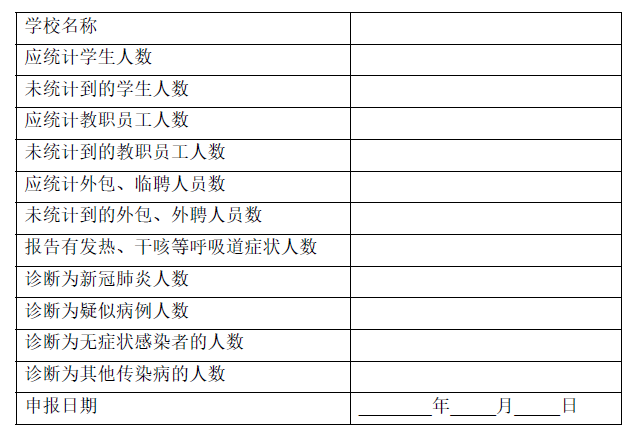 学校名称
应统计学生人数
未统计到的学生人数
应统计教职员工人数
未统计到的教职员工人数
应统计外包、临聘人员数
未统计到的外包、外聘人员数
报告有发热、干咳等呼吸道症状人数
诊断为新冠肺炎人数
诊断为疑似病例人数
诊断为无症状感染者的人数
诊断为其他传染病的人数
申报日期 ________年_____月_____日